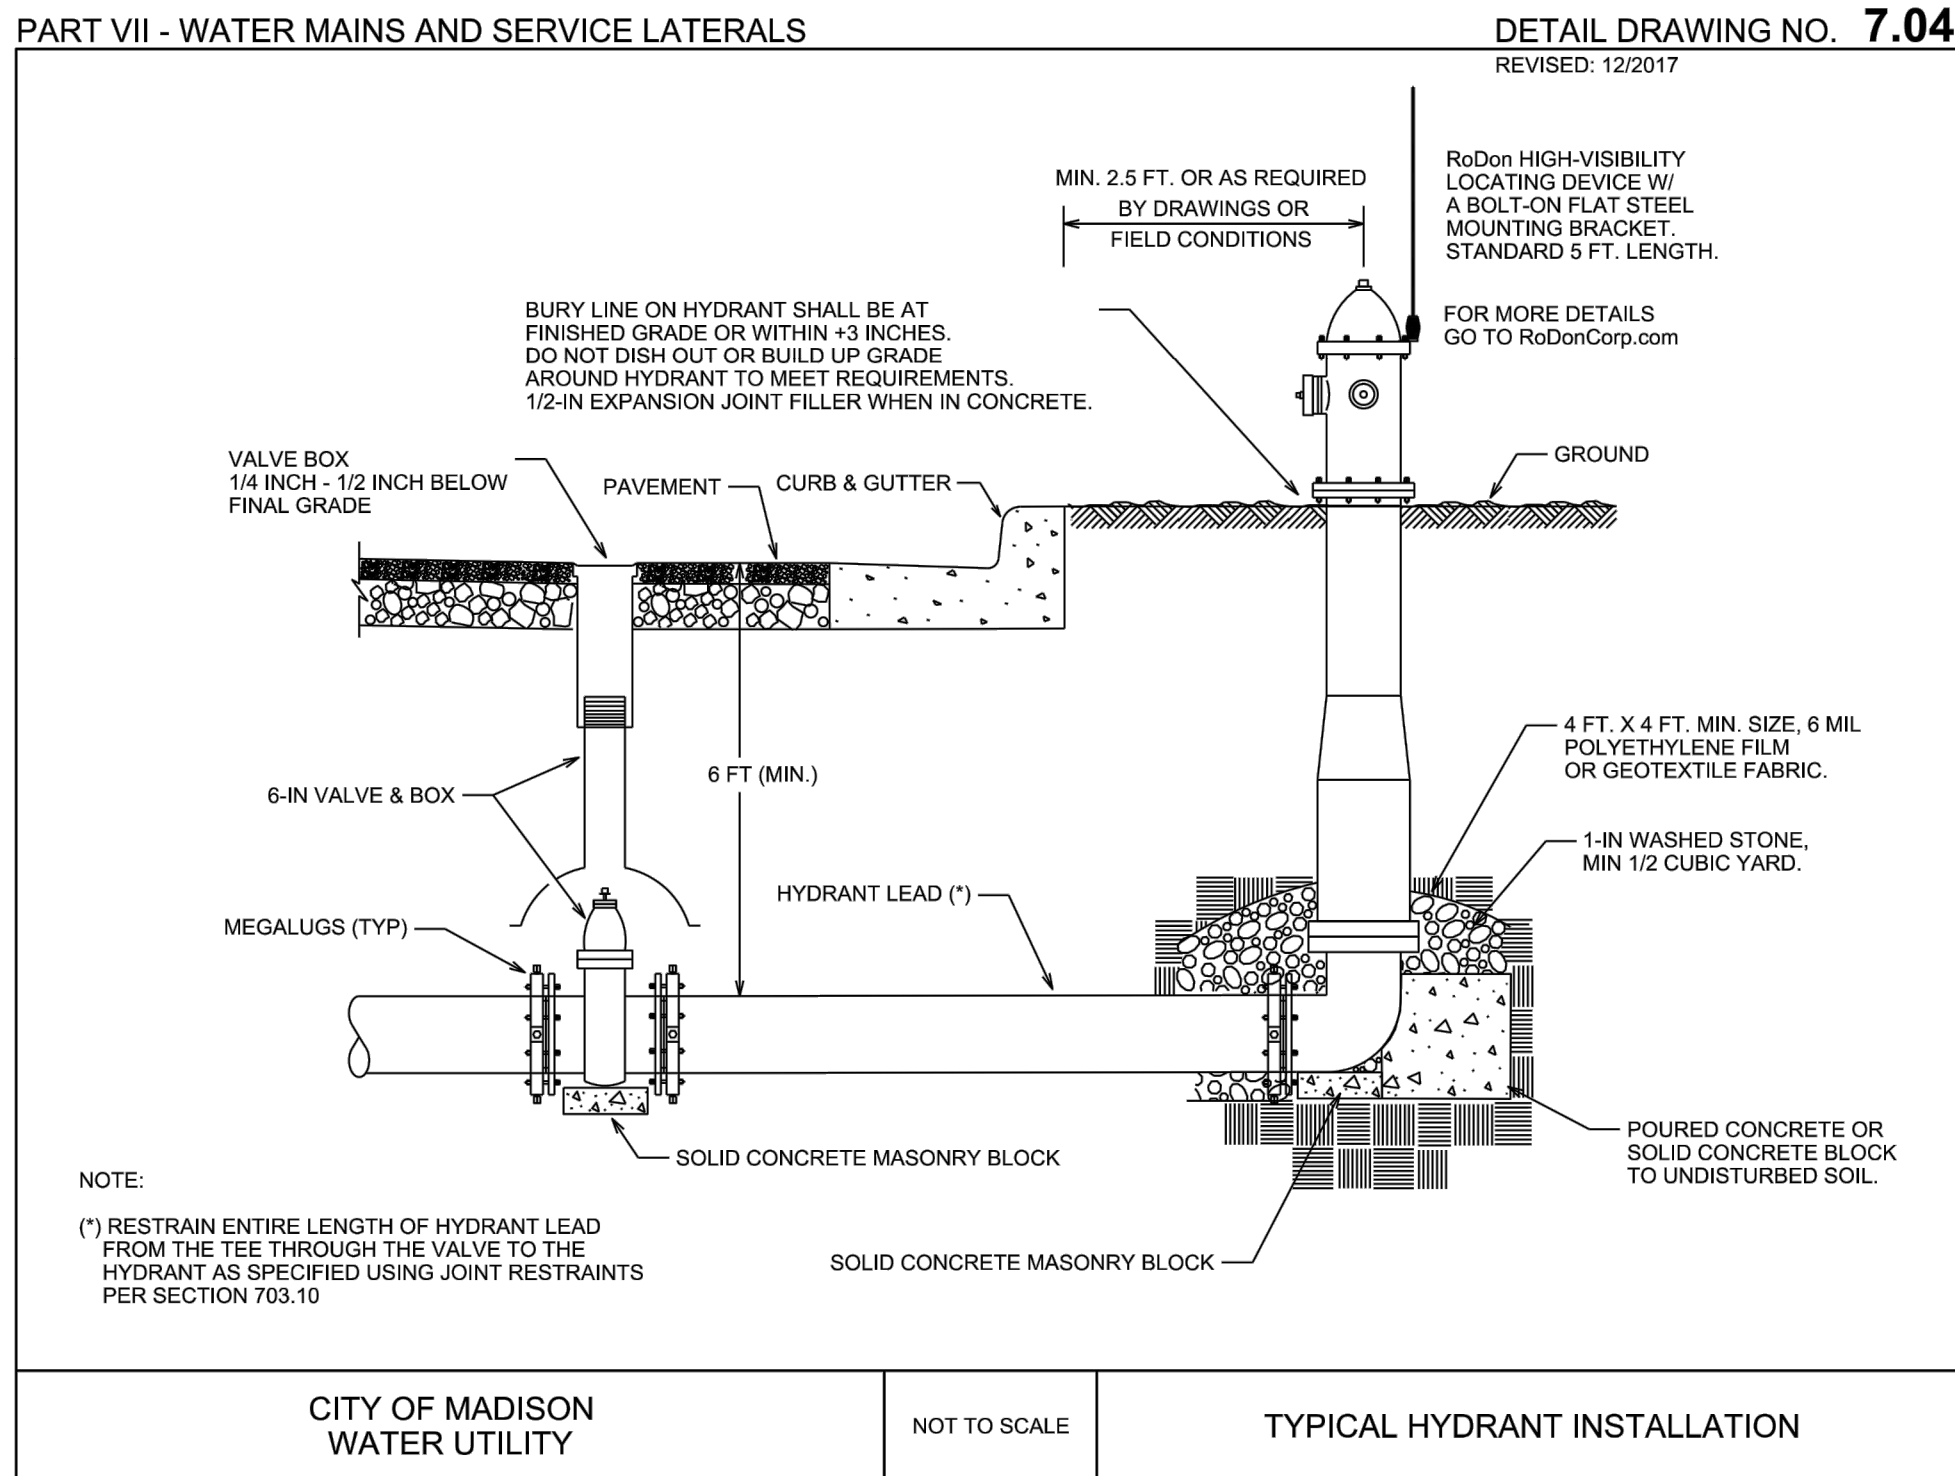 PART VII - WATER MAINS AND SERVICE LATERALS
DETAIL DRAWING NO. 7.04
REVISED: 12/2017
RoDon HIGH-VISIBILITY
LOCATING DEVICE W/
A BOLT-ON FLAT STEEL
MOUNTING BRACKET.
STANDARD 5 FT. LENGTH.
FOR MORE DETAILS
GO TO RoDonCorp.com
MIN. 2.5 FT. OR AS REQUIRED
BY DRAWINGS OR
FIELD CONDITIONS
BURY LINE ON HYDRANT SHALL BE AT
FINISHED GRADE OR WITHIN +3 INCHES.
DO NOT DISH OUT OR BUILD UP GRADE
AROUND HYDRANT TO MEET REQUIREMENTS.
1/2-IN EXPANSION JOINT FILLER WHEN IN CONCRETE.
VALVE BOX
1/4 INCH - 1/2 INCH BELOW
FINAL GRADE
PAVEMENT
CURB & GUTTER
GROUND
4 FT. X 4 FT. MIN. SIZE, 6 MIL
POLYETHYLENE FILM
OR GEOTEXTILE FABRIC.
6 FT (MIN.)
6-IN VALVE & BOX
1-IN WASHED STONE,
MIN 1/2 CUBIC YARD.
HYDRANT LEAD (*)
MEGALUGS (TYP)
POURED CONCRETE OR
SOLID CONCRETE BLOCK
TO UNDISTURBED SOIL.
SOLID CONCRETE MASONRY BLOCK
SOLID CONCRETE MASONRY BLOCK
NOTE:
(*) RESTRAIN ENTIRE LENGTH OF HYDRANT LEAD
FROM THE TEE THROUGH THE VALVE TO THE
HYDRANT AS SPECIFIED USING JOINT RESTRAINTS
PER SECTION 703.10
CITY OF MADISON
WATER UTILITY
NOT TO SCALE
TYPICAL HYDRANT INSTALLATION